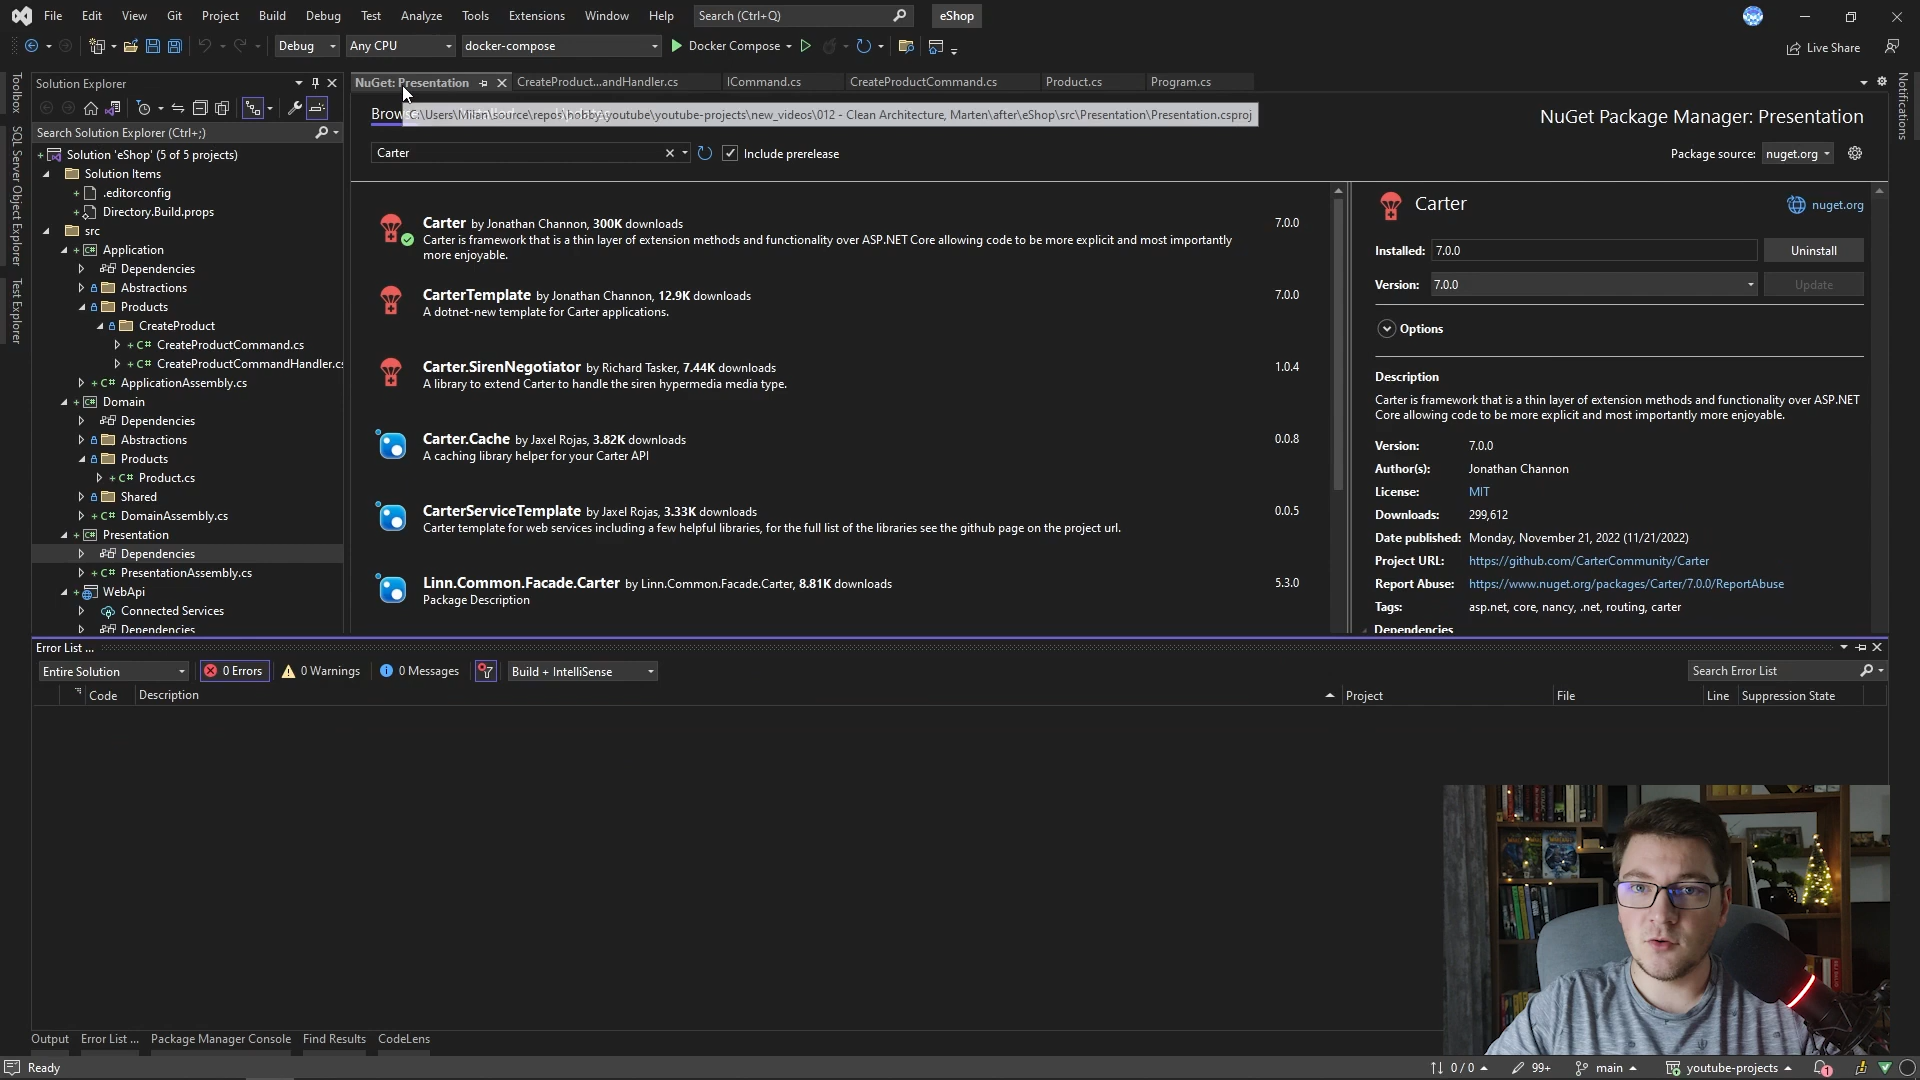 File Edit View Git Project Build Debug Test Analyze Tools Extensions Window Help Search (Ctrl+Q) eShop
Debug Any CPU docker-compose Docker Compose Live Share
Solution Explorer
NuGet: Presentation CreateProduct...andHandler.cs ICommand.cs CreateProductCommand.cs Product.cs Program.cs
Toolbox
SQL Server Object Explorer
Test Explorer
Notifications
Search Solution Explorer (Ctrl+;)
Solution 'eShop' (5 of 5 projects)
Solution Items
.editorconfig
Directory.Build.props
src
Application
Dependencies
Abstractions
Products
CreateProduct
CreateProductCommand.cs
CreateProductCommandHandler.cs
ApplicationAssembly.cs
Domain
Dependencies
Abstractions
Products
Product.cs
Shared
DomainAssembly.cs
Presentation
Dependencies
PresentationAssembly.cs
WebApi
Connected Services
Dependencies
Browse
C:\Users\Milan\source\repos\hobby\youtube\youtube-projects\new_videos\012 - Clean Architecture, Marten\after\eShop\src\Presentation\Presentation.csproj
NuGet Package Manager: Presentation
Carter Include prerelease
Package source: nuget.org
Carter by Jonathan Channon, 300K downloads 7.0.0
Carter is framework that is a thin layer of extension methods and functionality over ASP.NET Core allowing code to be more explicit and most importantly
more enjoyable.
CarterTemplate by Jonathan Channon, 12.9K downloads 7.0.0
A dotnet-new template for Carter applications.
Carter.SirenNegotiator by Richard Tasker, 7.44K downloads 1.0.4
A library to extend Carter to handle the siren hypermedia media type.
Carter.Cache by Jaxel Rojas, 3.82K downloads 0.0.8
A caching library helper for your Carter API
CarterServiceTemplate by Jaxel Rojas, 3.33K downloads 0.0.5
Carter template for web services including a few helpful libraries, for the full list of the libraries see the github page on the project url.
Linn.Common.Facade.Carter by Linn.Common.Facade.Carter, 8.81K downloads 5.3.0
Package Description
Carter nuget.org
Installed: 7.0.0 Uninstall
Version: 7.0.0 Update
Options
Description
Carter is framework that is a thin layer of extension methods and functionality over ASP.NET
Core allowing code to be more explicit and most importantly more enjoyable.
Version: 7.0.0
Author(s): Jonathan Channon
License: MIT
Downloads: 299,612
Date published: Monday, November 21, 2022 (11/21/2022)
Project URL: https://github.com/CarterCommunity/Carter
Report Abuse: https://www.nuget.org/packages/Carter/7.0.0/ReportAbuse
Tags: asp.net, core, nancy, .net, routing, carter
Dependencies
Error List ...
Entire Solution 0 Errors 0 Warnings 0 Messages Build + IntelliSense Search Error List
Code Description Project File Line Suppression State
Output Error List ... Package Manager Console Find Results CodeLens
Ready 0 / 0 99+ main youtube-projects 1